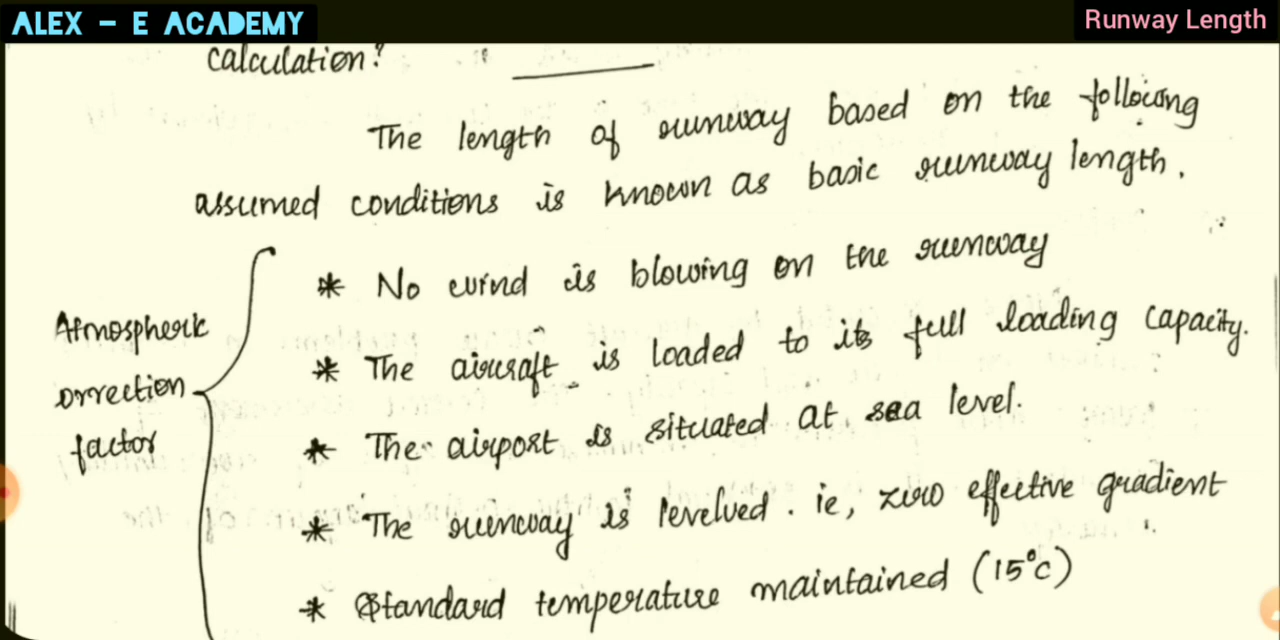 ALEX - E ACADEMY
Runway Length
calculation?
The length of runway based on the following
assumed conditions is known as basic runway length.
* No wind is blowing on the runway
Atmospheric
* The aircraft is loaded to its full loading capacity.
orrection
factor
* The airport is situated at sea level.
* The runway is levelved. ie, zero effective gradient
* Standard temperature maintained (15°c)